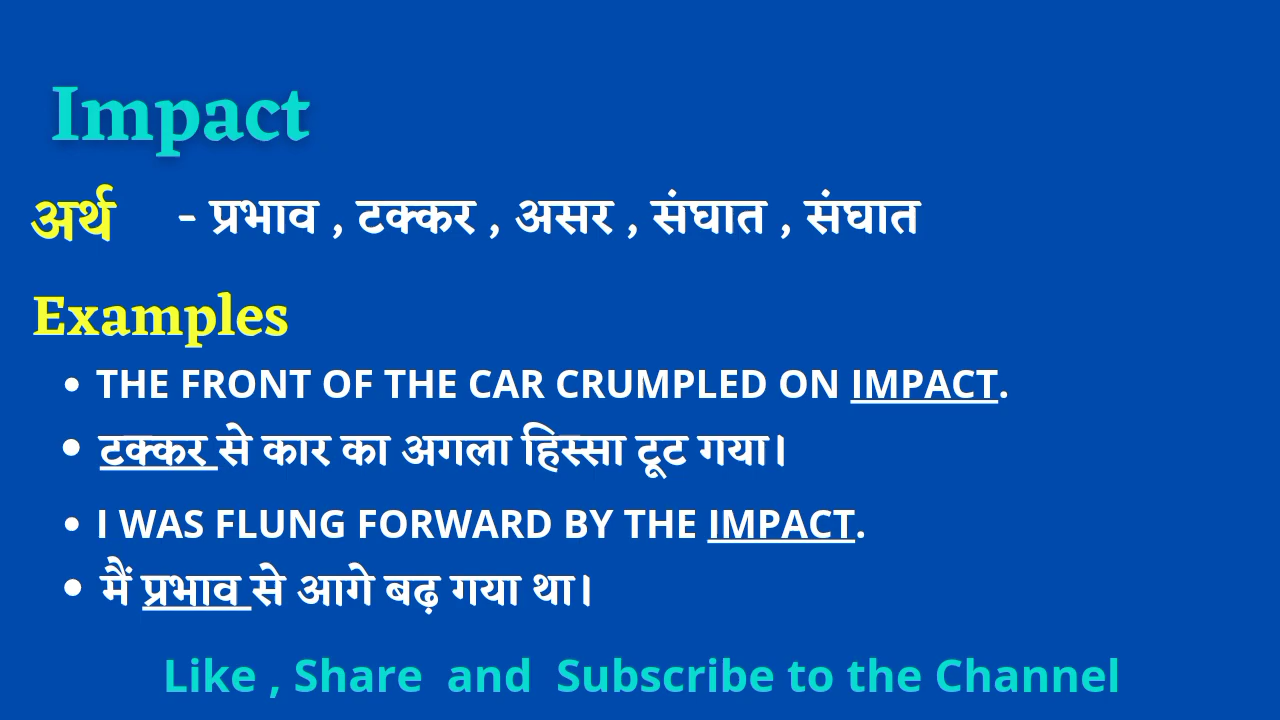 Impact
अर्थ - प्रभाव , टक्कर , असर , संघात , संघात
Examples
• THE FRONT OF THE CAR CRUMPLED ON IMPACT.
• टक्कर से कार का अगला हिस्सा टूट गया।
• I WAS FLUNG FORWARD BY THE IMPACT.
• मैं प्रभाव से आगे बढ़ गया था।
Like , Share and Subscribe to the Channel